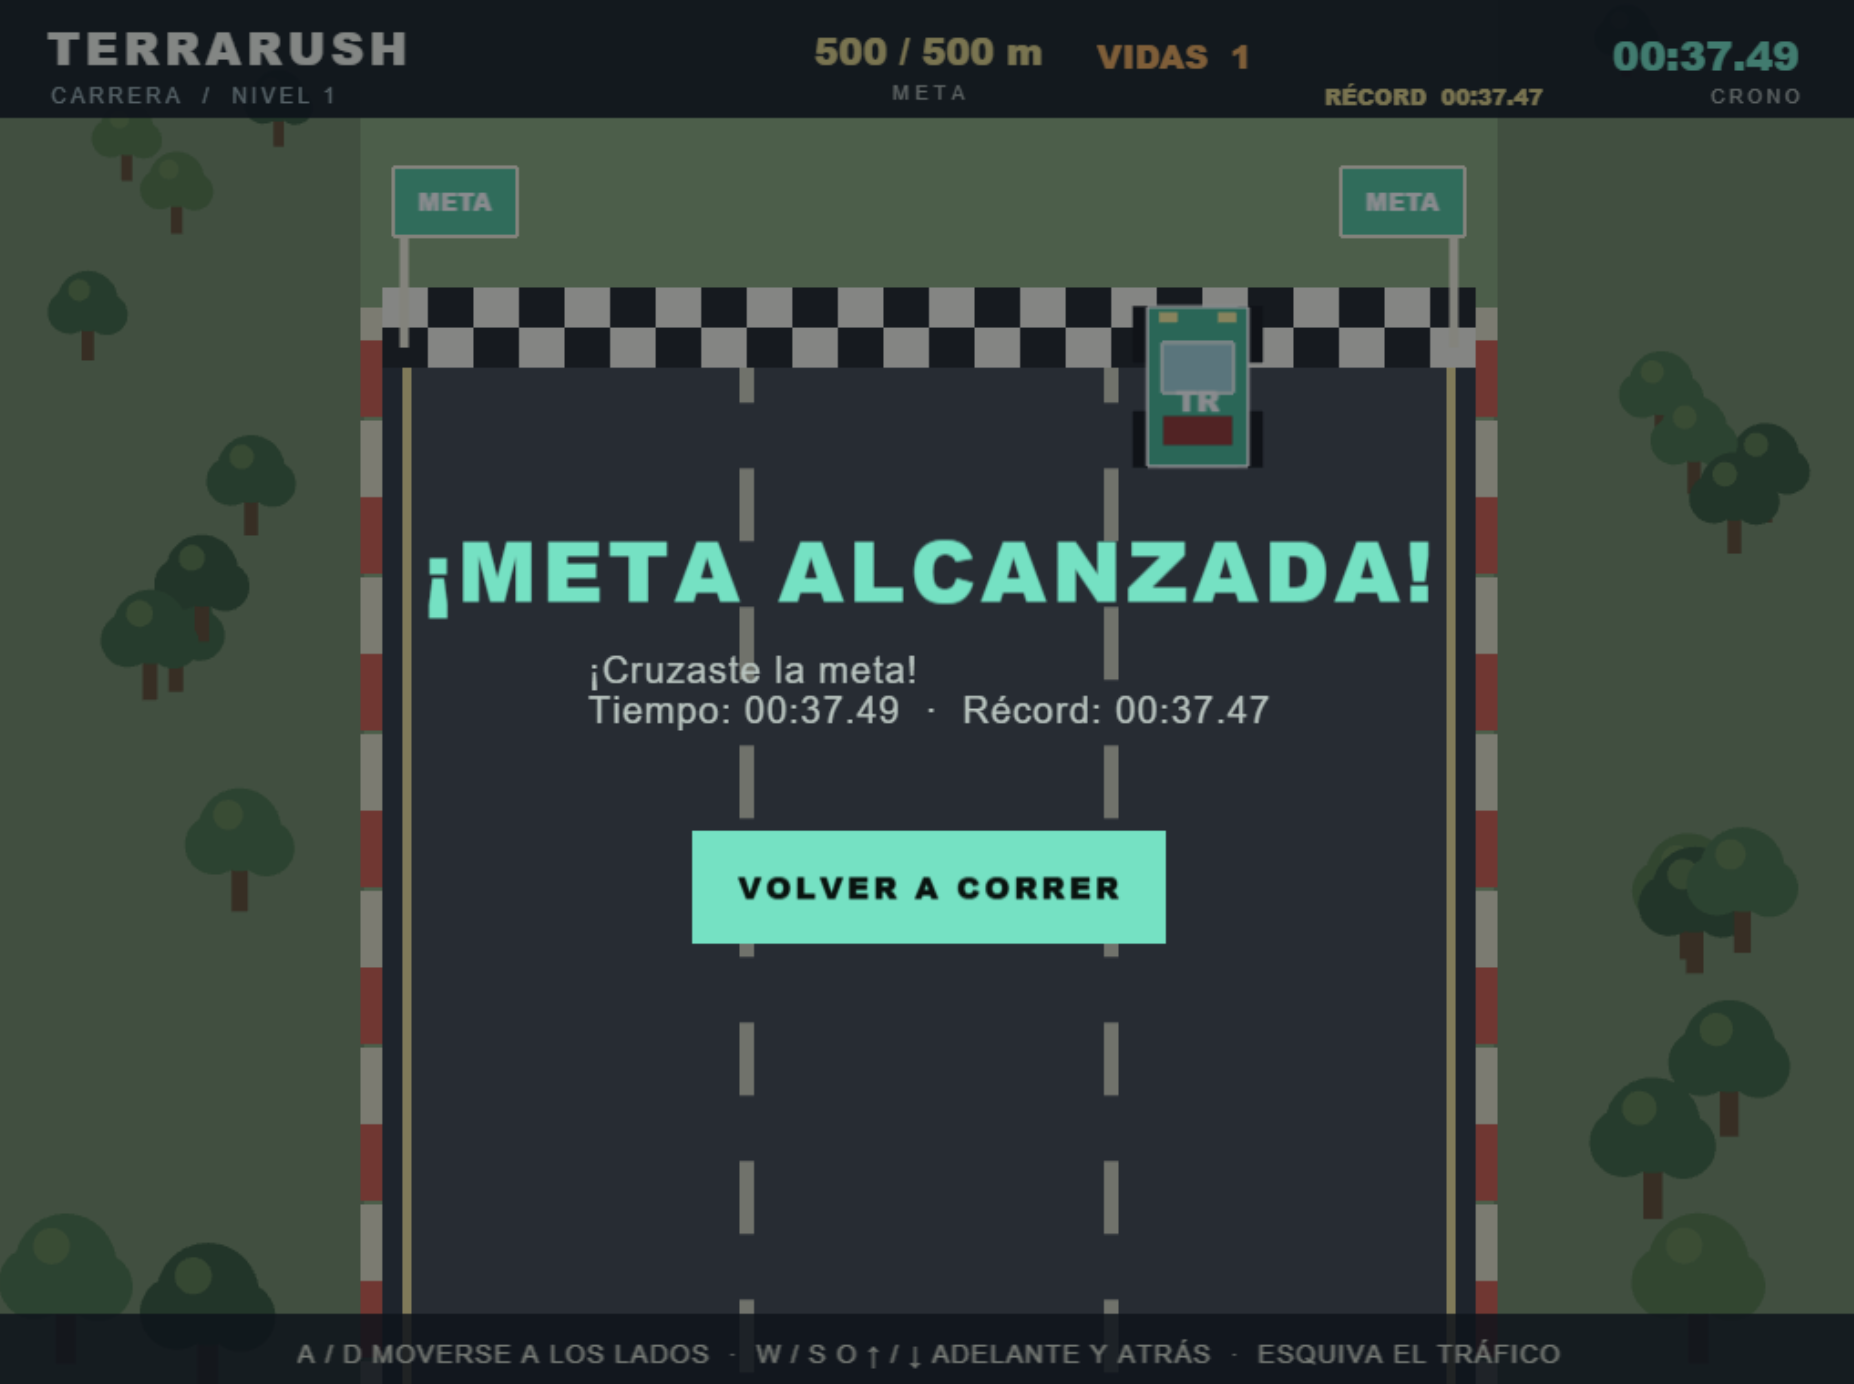 TERRARUSH
CARRERA / NIVEL 1
500 / 500 m
META
VIDAS 1
RÉCORD 00:37.47
00:37.49
CRONO
META
META
TR
¡META ALCANZADA!
¡Cruzaste la meta!
Tiempo: 00:37.49 · Récord: 00:37.47
VOLVER A CORRER
A / D MOVERSE A LOS LADOS · W / S O ↑ / ↓ ADELANTE Y ATRÁS · ESQUIVA EL TRÁFICO